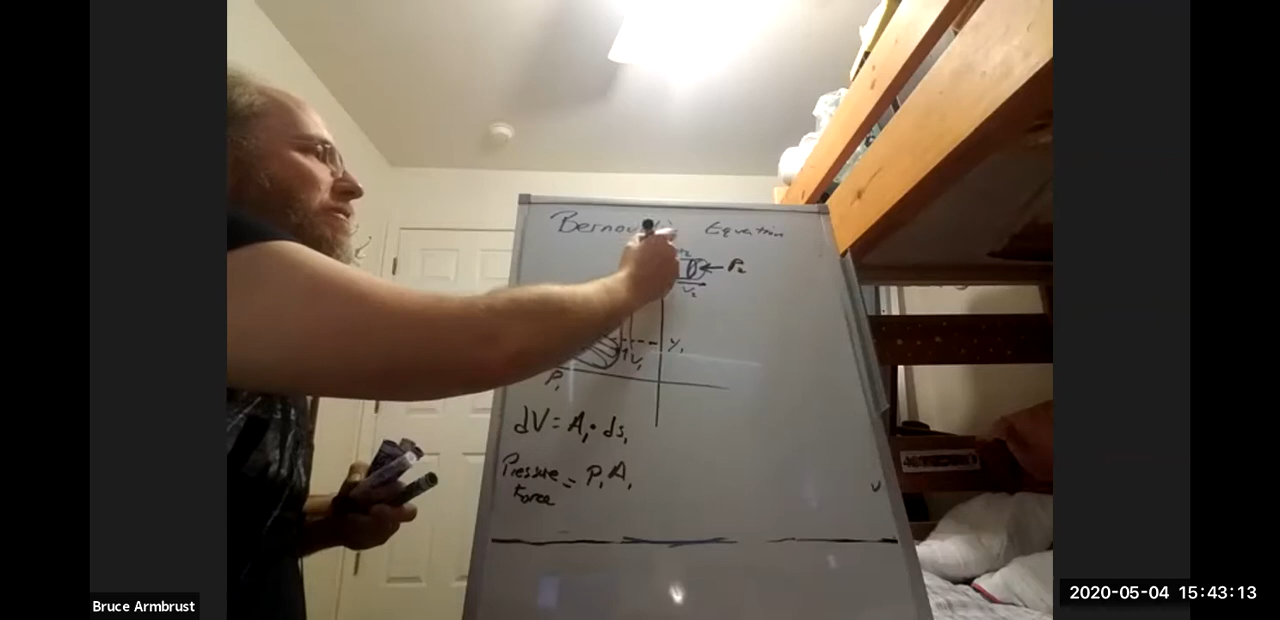 Equation
P₂
V₂
Y₁
V₁
P₁
dV = A₁ • ds₁
Pressure Force = P₁A₁
Bruce Armbrust
2020-05-04 15:43:13